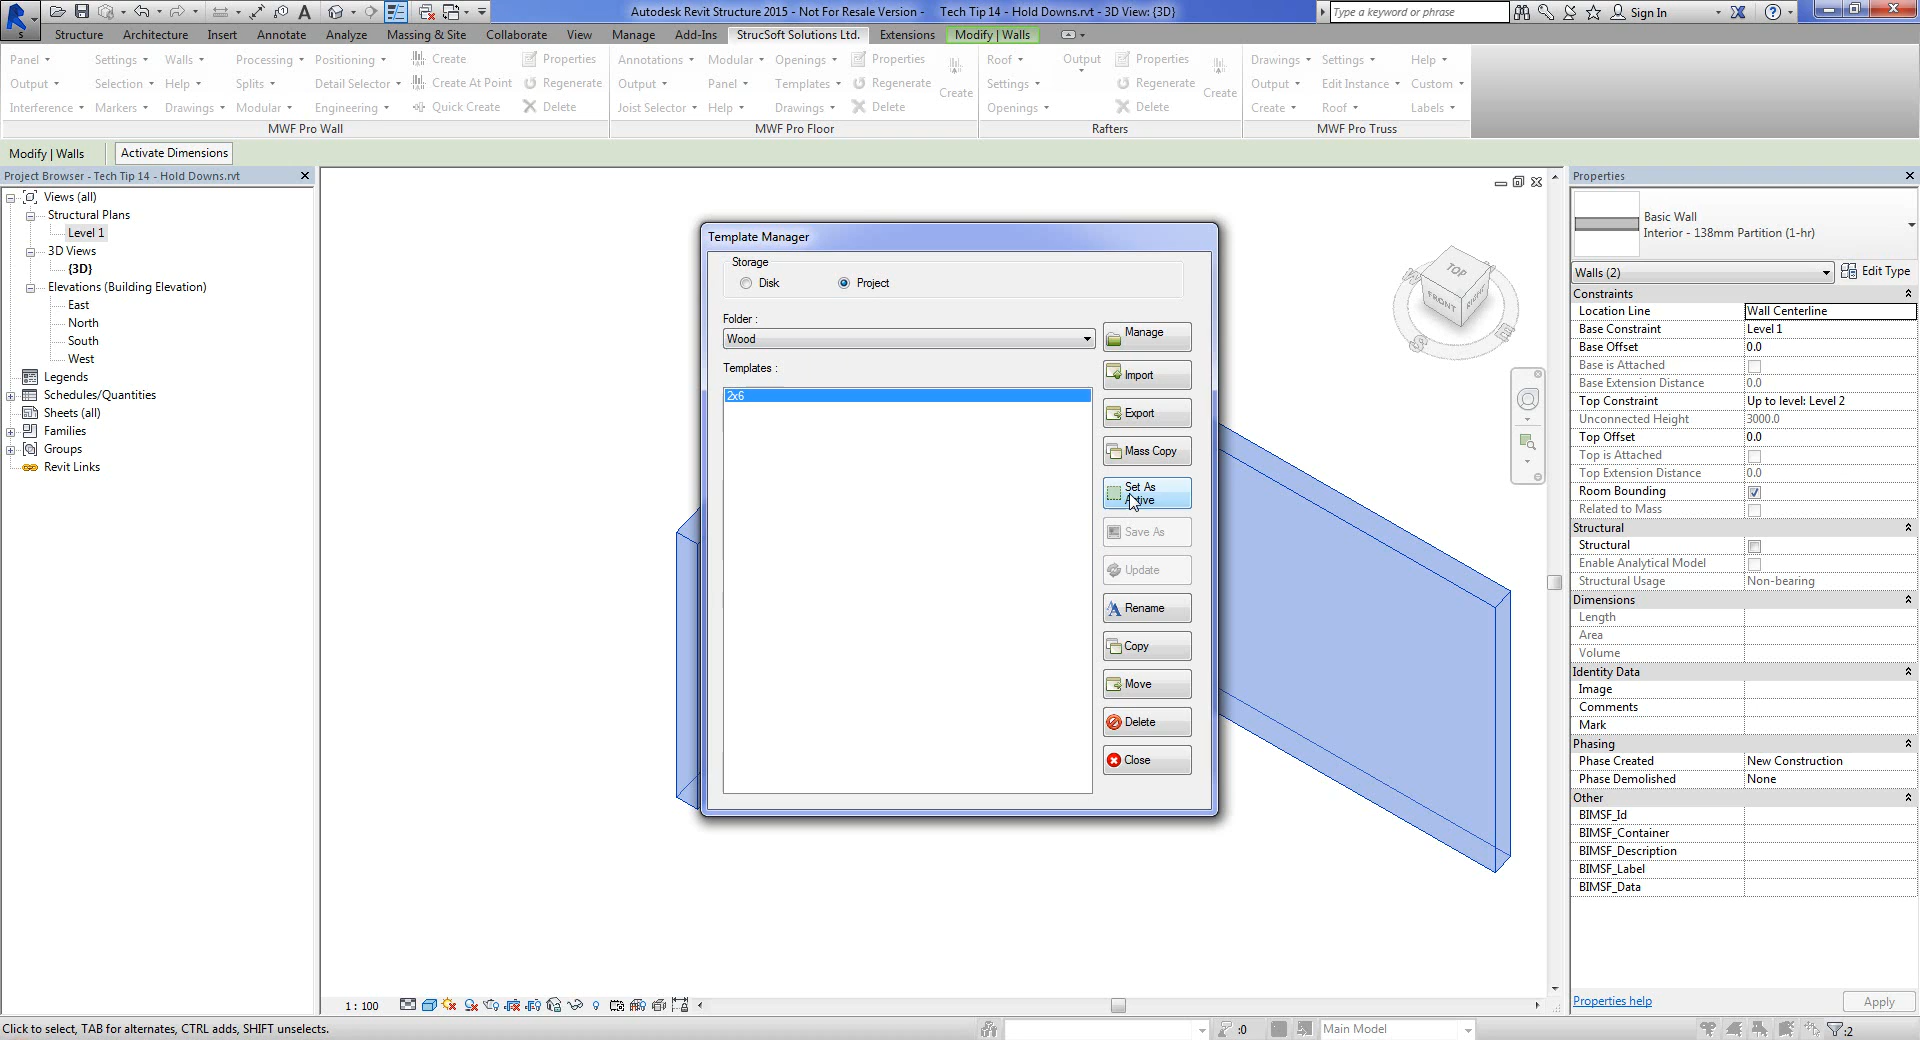 Autodesk Revit Structure 2015 - Not For Resale Version - Tech Tip 14 - Hold Downs.rvt - 3D View: {3D}
Type a keyword or phrase
Sign In
Structure Architecture Insert Annotate Analyze Massing & Site Collaborate View Manage Add-Ins StrucSoft Solutions Ltd. Extensions Modify | Walls
Panel Settings Walls Processing Positioning Create Properties Annotations Modular Openings Properties Roof Output Properties Drawings Settings Help
Output Selection Help Splits Detail Selector Create At Point Regenerate Output Panel Templates Regenerate Create Settings Regenerate Create Output Edit Instance Custom
Interference Markers Drawings Modular Engineering Quick Create Delete Joist Selector Help Drawings Delete Openings Delete Create Roof Labels
MWF Pro Wall MWF Pro Floor Rafters MWF Pro Truss
Modify | Walls Activate Dimensions
Project Browser - Tech Tip 14 - Hold Downs.rvt
Views (all)
Structural Plans
Level 1
3D Views
{3D}
Elevations (Building Elevation)
East
North
South
West
Legends
Schedules/Quantities
Sheets (all)
Families
Groups
Revit Links
Template Manager
Storage
Disk Project
Folder :
Wood
Templates :
2x6
Manage
Import
Export
Mass Copy
Set As
Active
Save As
Update
Rename
Copy
Move
Delete
Close
TOP
FRONT RIGHT
W
S
E
Properties
Basic Wall
Interior - 138mm Partition (1-hr)
Walls (2) Edit Type
Constraints
Location Line Wall Centerline
Base Constraint Level 1
Base Offset 0.0
Base is Attached
Base Extension Distance 0.0
Top Constraint Up to level: Level 2
Unconnected Height 3000.0
Top Offset 0.0
Top is Attached
Top Extension Distance 0.0
Room Bounding
Related to Mass
Structural
Structural
Enable Analytical Model
Structural Usage Non-bearing
Dimensions
Length
Area
Volume
Identity Data
Image
Comments
Mark
Phasing
Phase Created New Construction
Phase Demolished None
Other
BIMSF_Id
BIMSF_Container
BIMSF_Description
BIMSF_Label
BIMSF_Data
Properties help Apply
1 : 100
Click to select, TAB for alternates, CTRL adds, SHIFT unselects.
:0
Main Model
:2